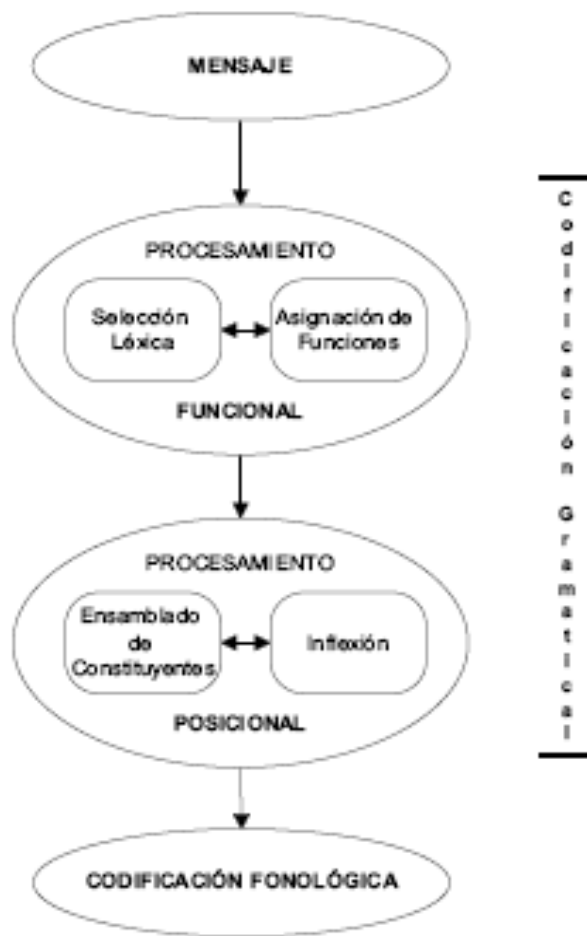 MENSAJE
PROCESAMIENTO
Selección
Léxica
Asignación de
Funciones
FUNCIONAL
PROCESAMIENTO
Ensamblado
de
Constituyentes
Inflexión
POSICIONAL
CODIFICACIÓN FONOLÓGICA
Codificación Gramatical